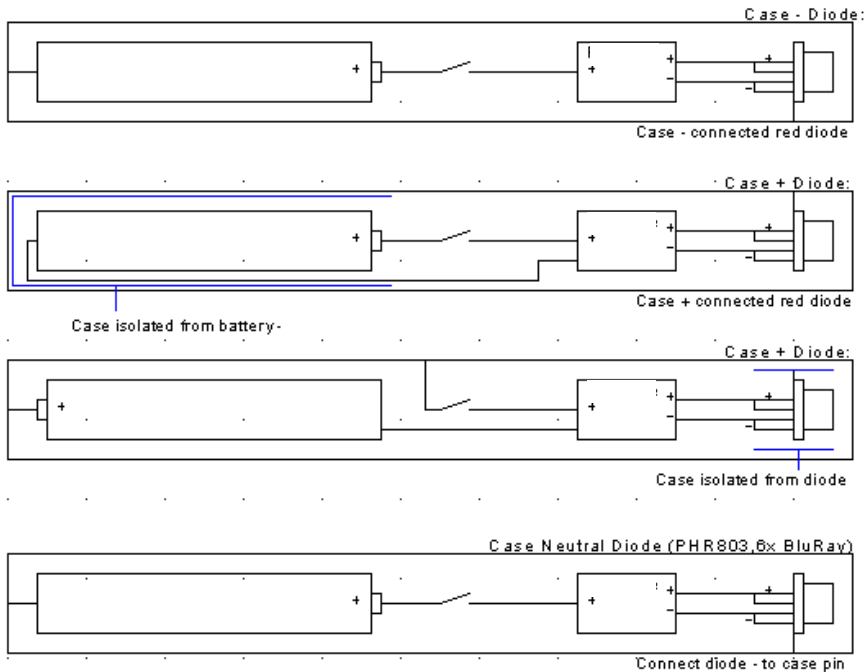 Case - Diode:
+
+
+
-
+
-
Case - connected red diode
Case + Diode:
+
+
+
-
+
-
Case + connected red diode
Case isolated from battery-
Case + Diode:
+
+
+
-
+
-
Case isolated from diode
Case Neutral Diode (PHR803,6x BluRay)
+
+
+
-
+
-
Connect diode - to case pin